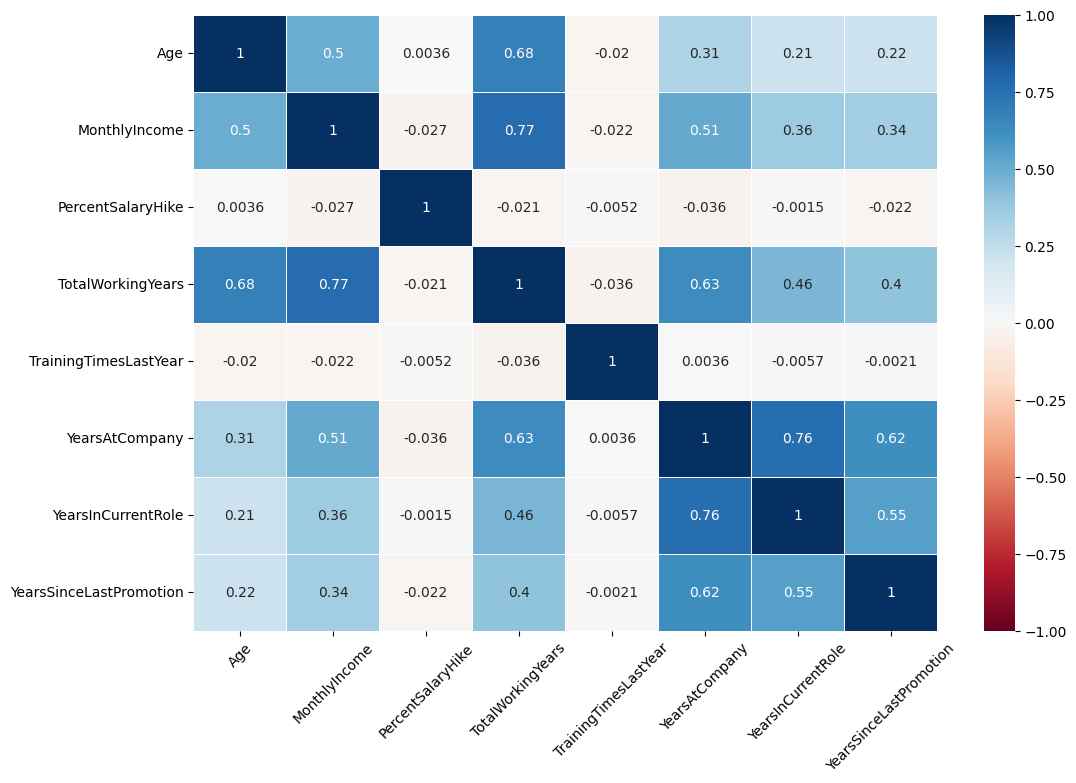 Age 1 0.5 0.0036 0.68 -0.02 0.31 0.21 0.22
MonthlyIncome 0.5 1 -0.027 0.77 -0.022 0.51 0.36 0.34
PercentSalaryHike 0.0036 -0.027 1 -0.021 -0.0052 -0.036 -0.0015 -0.022
TotalWorkingYears 0.68 0.77 -0.021 1 -0.036 0.63 0.46 0.4
TrainingTimesLastYear -0.02 -0.022 -0.0052 -0.036 1 0.0036 -0.0057 -0.0021
YearsAtCompany 0.31 0.51 -0.036 0.63 0.0036 1 0.76 0.62
YearsInCurrentRole 0.21 0.36 -0.0015 0.46 -0.0057 0.76 1 0.55
YearsSinceLastPromotion 0.22 0.34 -0.022 0.4 -0.0021 0.62 0.55 1
Age
MonthlyIncome
PercentSalaryHike
TotalWorkingYears
TrainingTimesLastYear
YearsAtCompany
YearsInCurrentRole
YearsSinceLastPromotion
1.00
0.75
0.50
0.25
0.00
−0.25
−0.50
−0.75
−1.00